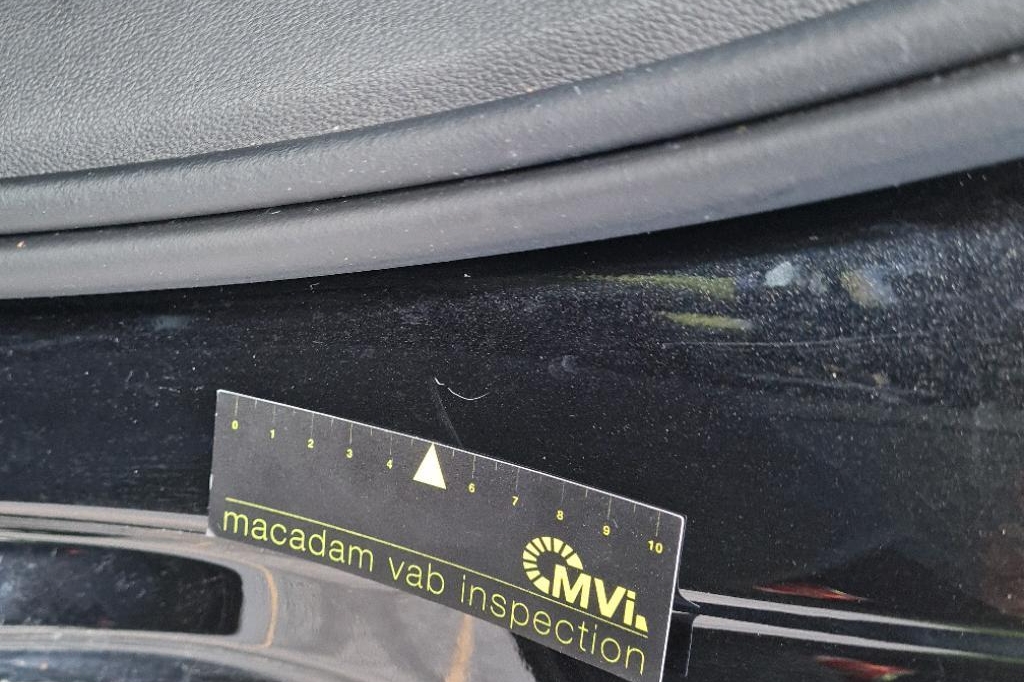 0 1 2 3 4 6 7 8 9 10
MVi.
macadam vab inspection